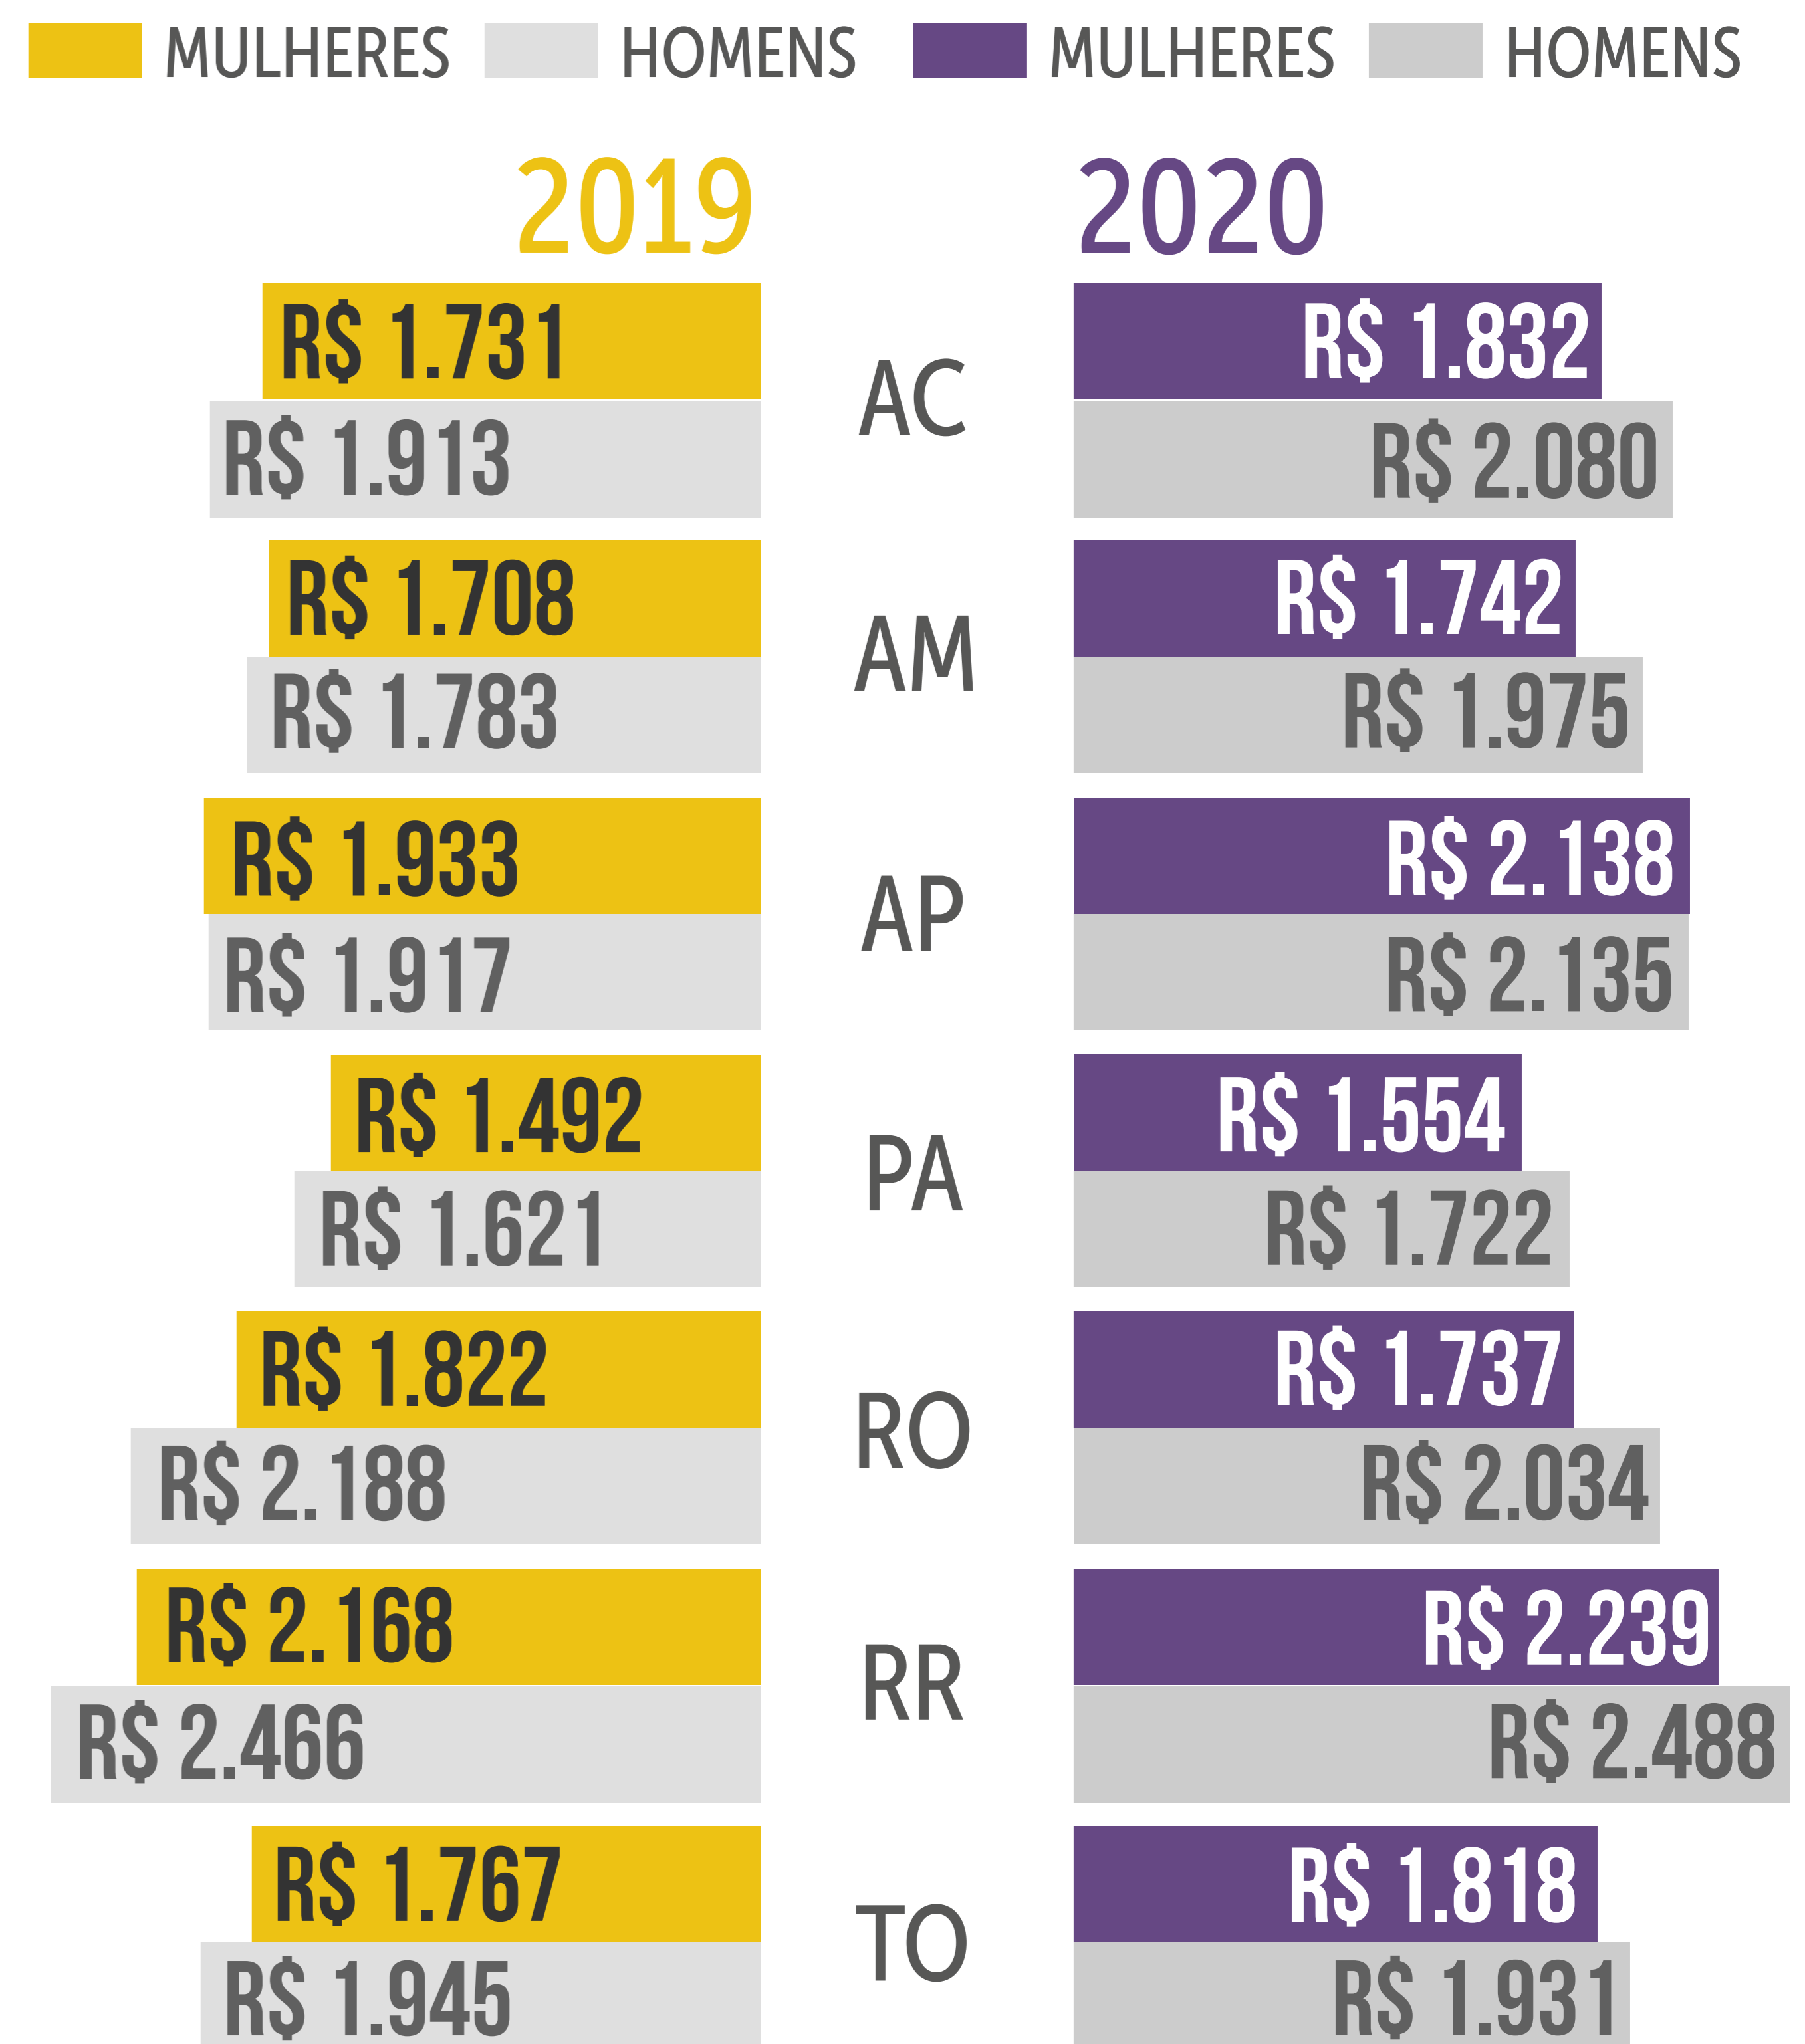 MULHERES HOMENS MULHERES HOMENS
2019 2020
R$ 1.731 R$ 1.832
AC
R$ 1.913 R$ 2.080
R$ 1.708 R$ 1.742
AM
R$ 1.783 R$ 1.975
R$ 1.933 R$ 2.138
AP
R$ 1.917 R$ 2.135
R$ 1.492 R$ 1.554
PA
R$ 1.621 R$ 1.722
R$ 1.822 R$ 1.737
RO
R$ 2.188 R$ 2.034
R$ 2.168 R$ 2.239
RR
R$ 2.466 R$ 2.488
R$ 1.767 R$ 1.818
TO
R$ 1.945 R$ 1.931